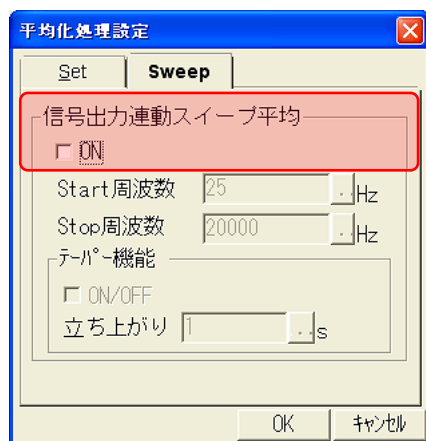 平均化処理設定
Set Sweep
信号出力連動スイープ平均
ON
Start周波数 25 ..Hz
Stop周波数 20000 ..Hz
テーパー機能
ON/OFF
立ち上がり 1 ..s
OK キャンセル